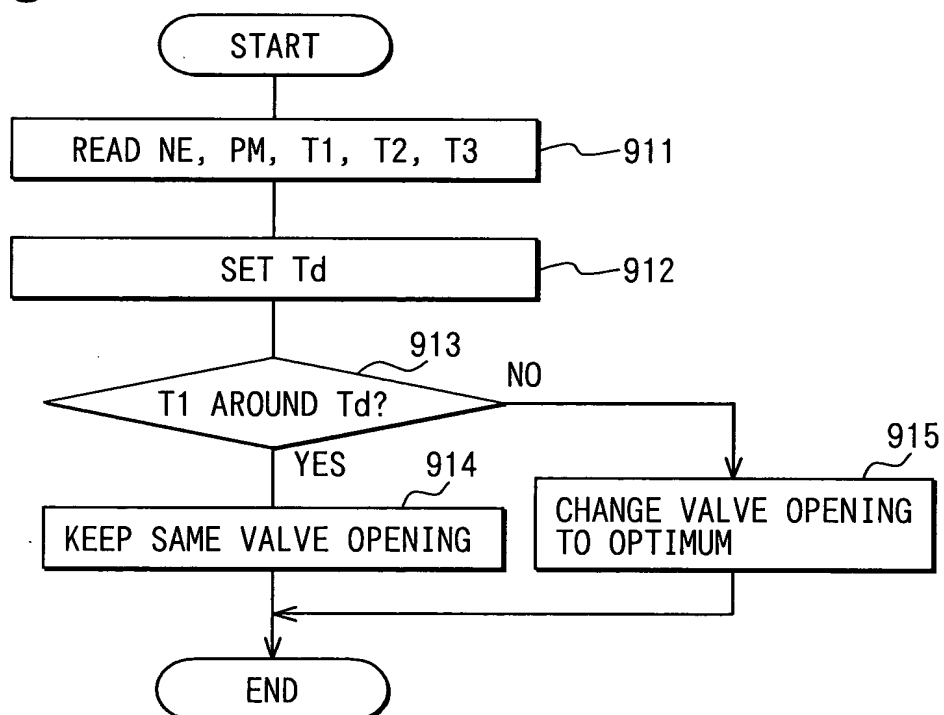 START
READ NE, PM, T1, T2, T3
911
SET Td
912
913
T1 AROUND Td?
NO
YES
914
915
KEEP SAME VALVE OPENING
CHANGE VALVE OPENING
TO OPTIMUM
END